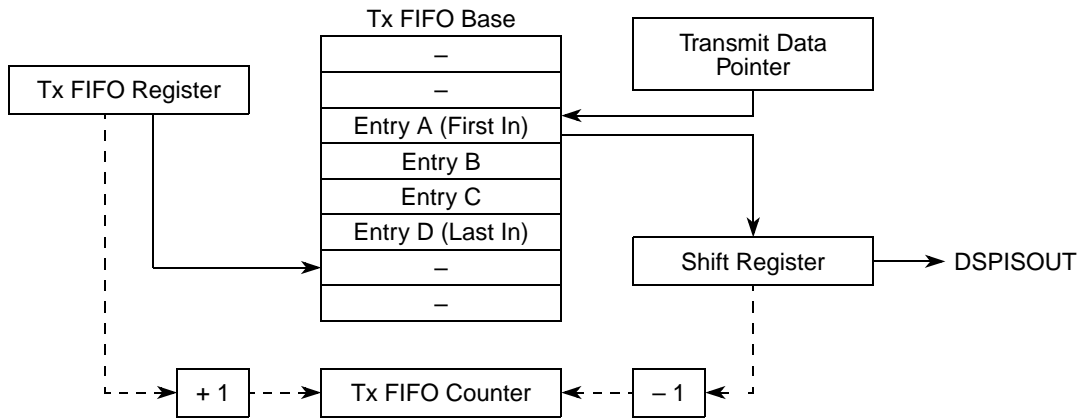 Tx FIFO Base
–
–
Entry A (First In)
Entry B
Entry C
Entry D (Last In)
–
–
Tx FIFO Register
Transmit Data
Pointer
Shift Register
DSPISOUT
+ 1
Tx FIFO Counter
– 1